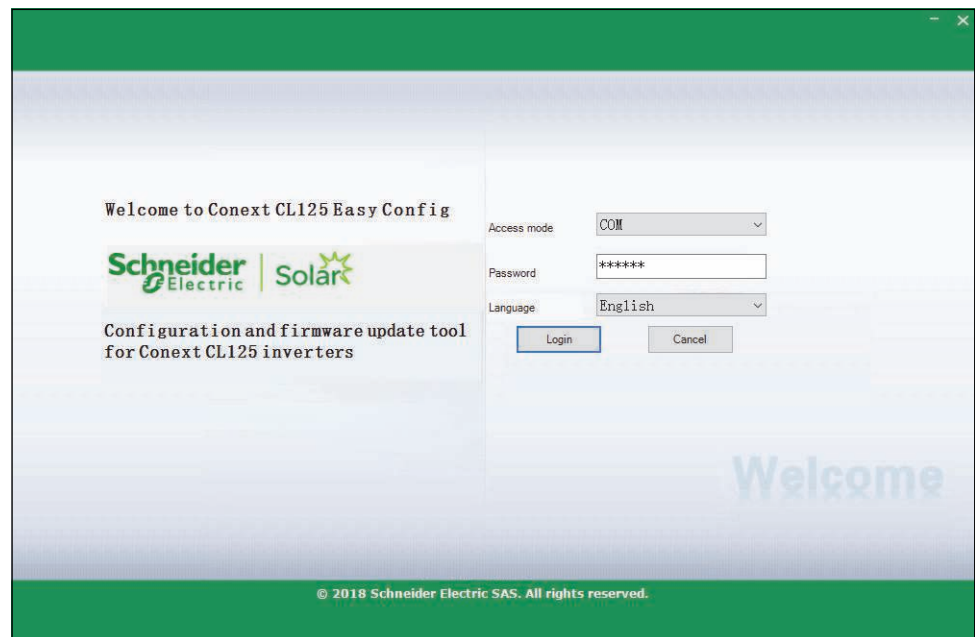 Welcome to Conext CL125 Easy Config
Schneider
Electric
Solar
Configuration and firmware update tool
for Conext CL125 inverters
Access mode
COM
Password
******
Language
English
Login
Cancel
Welcome
© 2018 Schneider Electric SAS. All rights reserved.